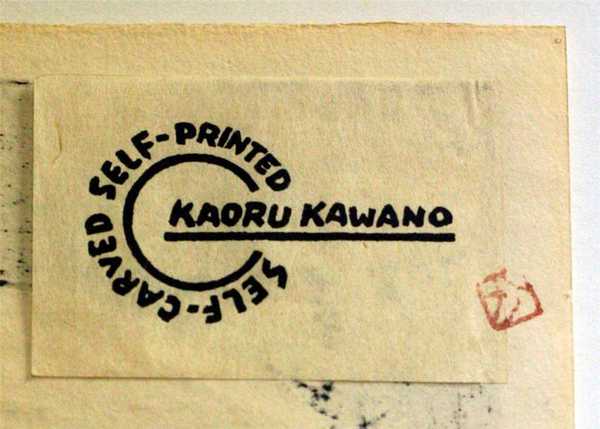 SELF-CARVED SELF-PRINTED
KAORU KAWANO